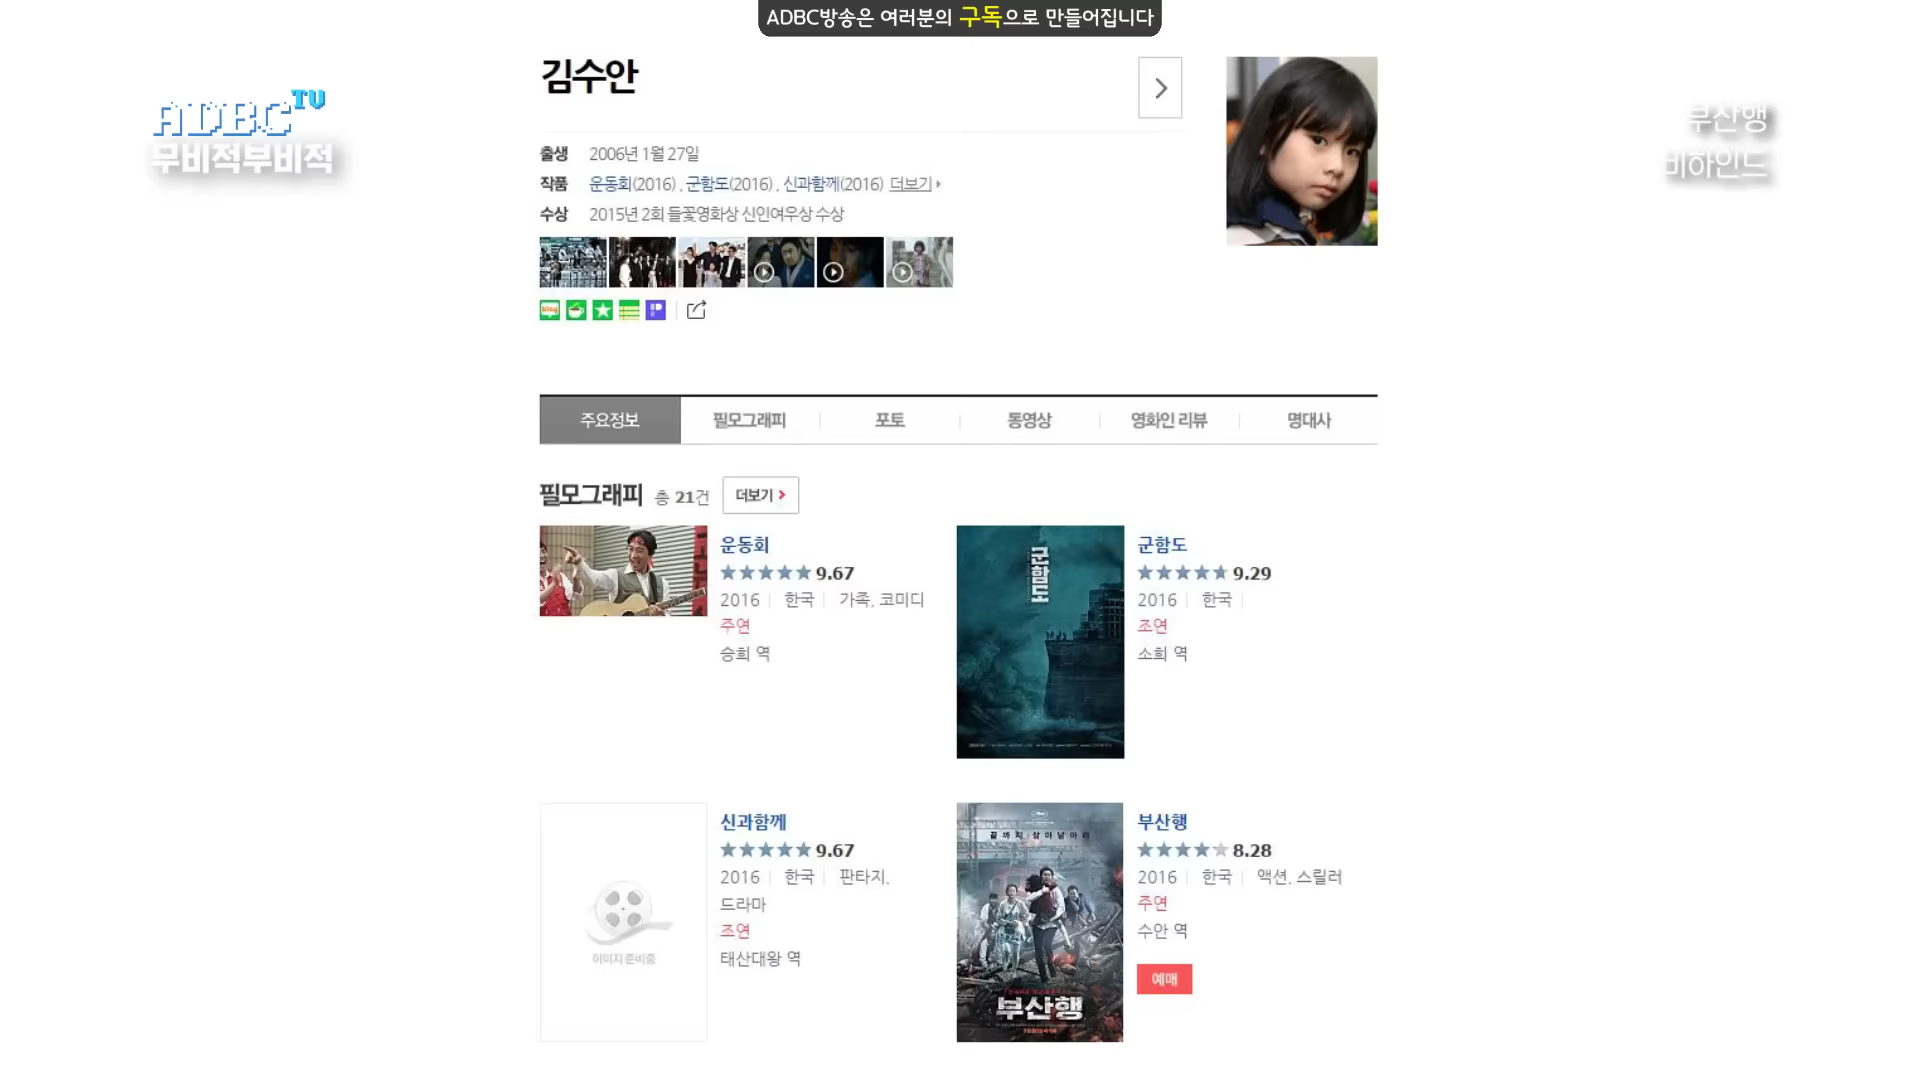 ADBC방송은 여러분의 구독으로 만들어집니다
ADBC TV
무비적부비적
부산행
비하인드
김수안
출생 2006년 1월 27일
작품 운동회(2016) , 군함도(2016) , 신과함께(2016) 더보기
수상 2015년 2회 들꽃영화상 신인여우상 수상
blog
주요정보 필모그래피 포토 동영상 영화인 리뷰 명대사
필모그래피 총 21건 더보기
운동회
9.67
2016 한국 가족, 코미디
주연
승희 역
군함도
군함도
9.29
2016 한국
조연
소희 역
이미지 준비중
신과함께
9.67
2016 한국 판타지,
드라마
조연
태산대왕 역
끝까지 살아남아라
부산행
부산행
8.28
2016 한국 액션, 스릴러
주연
수안 역
예매